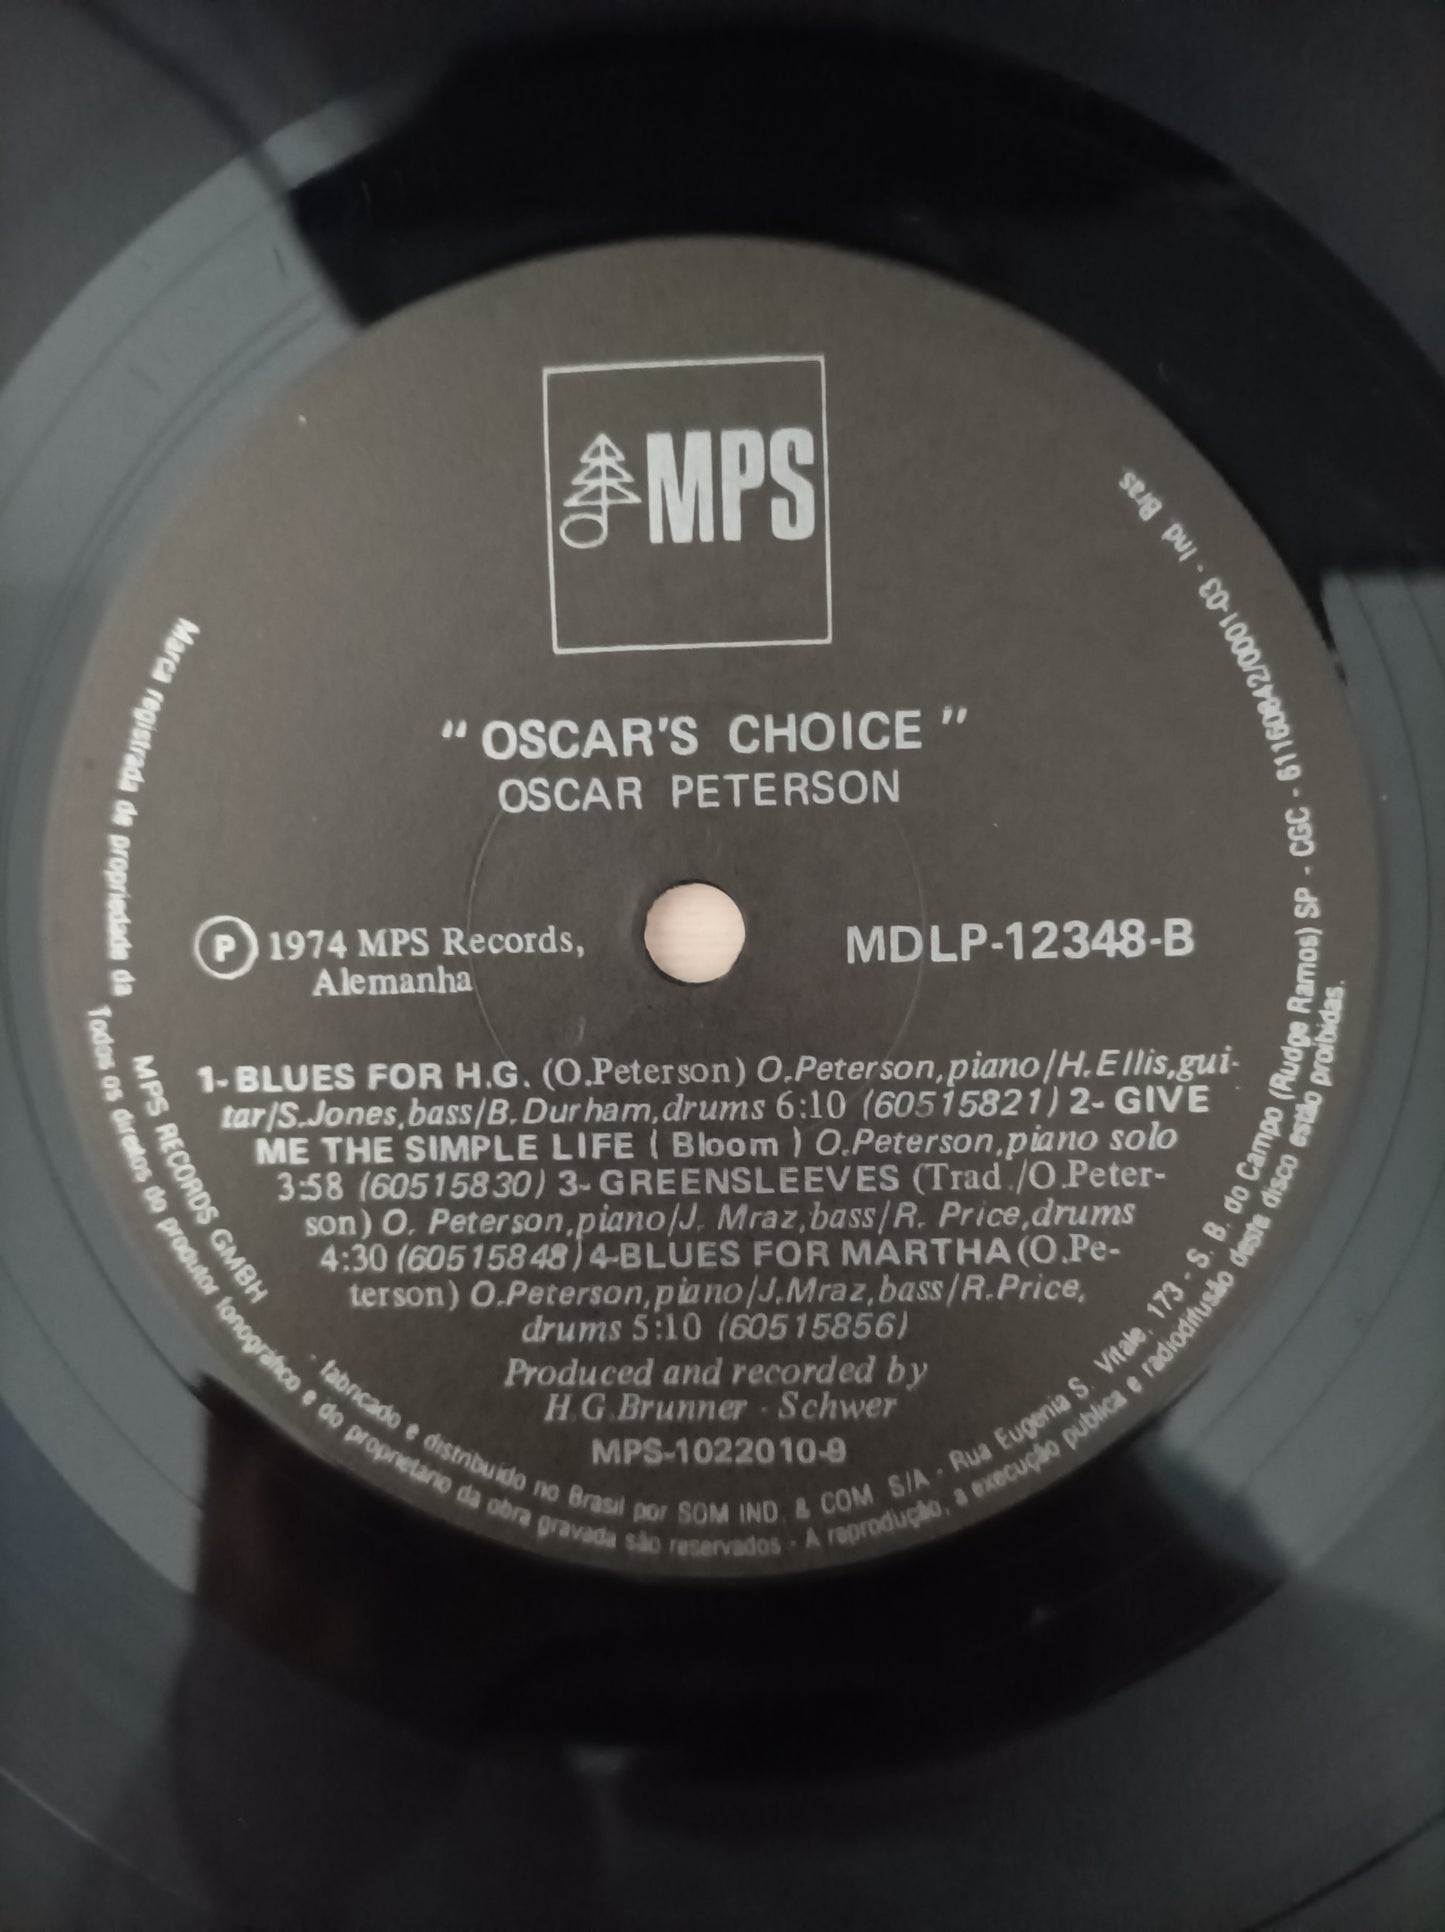 MPS
" OSCAR'S CHOICE "
OSCAR PETERSON
Ⓟ 1974 MPS Records,
Alemanha
MDLP-12348-B
1- BLUES FOR H.G. (O.Peterson) O.Peterson,piano/H.Ellis,gui-
tar/S.Jones,bass/B.Durham,drums 6:10 (60515821) 2- GIVE
ME THE SIMPLE LIFE ( Bloom ) O.Peterson,piano solo
3:58 (60515830) 3- GREENSLEEVES (Trad./O.Peter-
son) O. Peterson,piano/J. Mraz,bass/R. Price,drums
4:30 (60515848) 4-BLUES FOR MARTHA (O.Pe-
terson) O.Peterson,piano/J.Mraz,bass/R.Price,
drums 5:10 (60515856)
Produced and recorded by
H.G.Brunner - Schwer
MPS-1022010-9
Marca registrada de propriedade da MPS RECORDS GMBH - fabricado e distribuído no Brasil por SOM IND. & COM S/A - Rua Eugenia S. Vitale, 173 - S. B. do Campo (Rudge Ramos) SP - CGC - 61160842/0001-03 - Ind. Bras.
Todos os direitos do produtor fonográfico e do proprietário da obra gravada são reservados - A reprodução, a execução pública e radiodifusão deste disco estão proibidas.